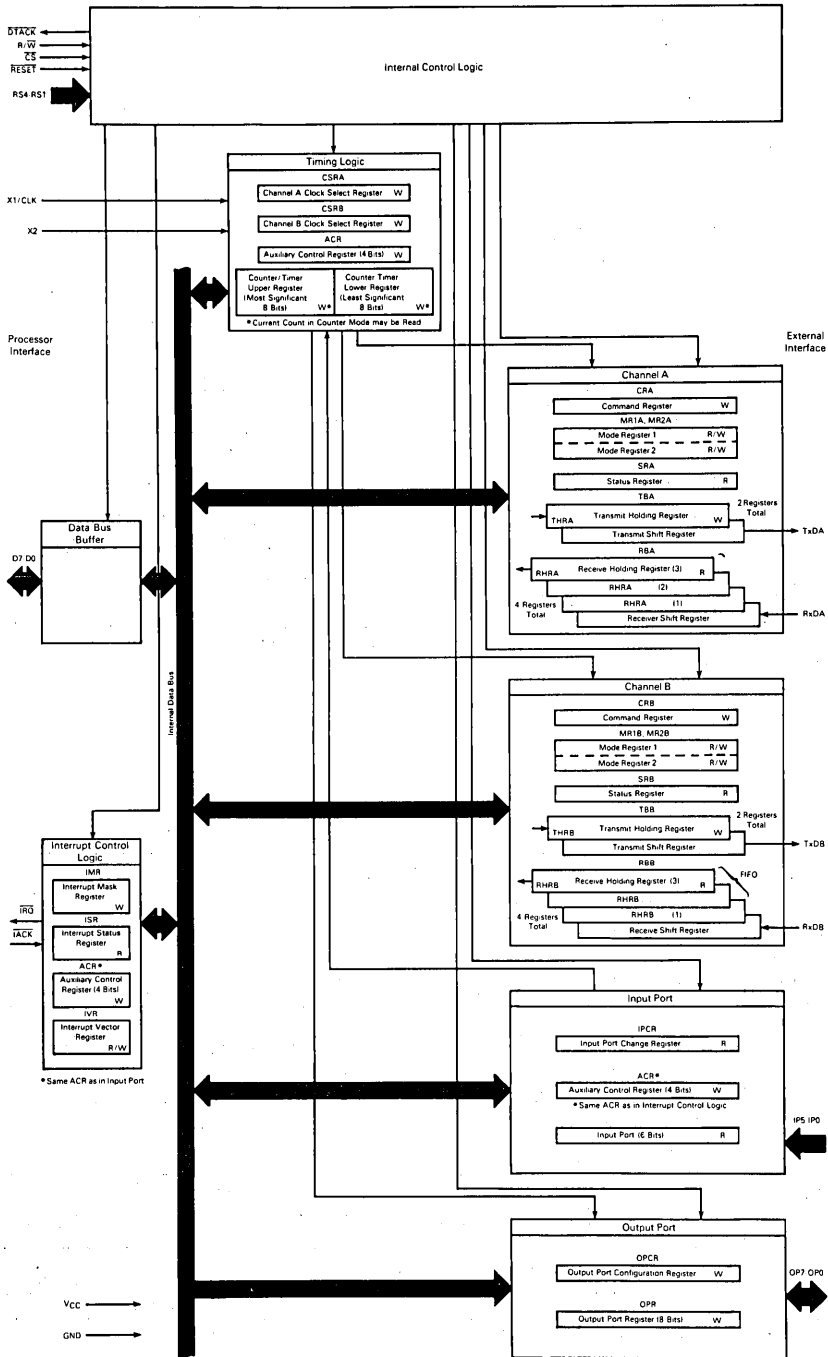 DTACK
R/W
CS
RESET
RS4-RS1
Internal Control Logic
Timing Logic
CSRA
Channel A Clock Select Register W
CSRB
Channel B Clock Select Register W
ACR
Auxiliary Control Register (4 Bits) W
Counter/Timer
Upper Register
(Most Significant
8 Bits) W*
Counter Timer
Lower Register
(Least Significant
8 Bits) W*
* Current Count in Counter Mode may be Read
X1/CLK
X2
Processor
Interface
External
Interface
Channel A
CRA
Command Register W
MR1A, MR2A
Mode Register 1 R/W
Mode Register 2 R/W
SRA
Status Register R
TBA
2 Registers
Total
THRA Transmit Holding Register W
Transmit Shift Register
TxDA
RBA
RHRA Receive Holding Register (3) R
RHRA (2)
4 Registers
Total
RHRA (1)
Receiver Shift Register
RxDA
Data Bus
Buffer
D7 D0
Internal Data Bus
Channel B
CRB
Command Register W
MR1B, MR2B
Mode Register 1 R/W
Mode Register 2 R/W
SRB
Status Register R
TBB
2 Registers
Total
THRB Transmit Holding Register W
Transmit Shift Register
TxDB
RBB
FIFO
RHRB Receive Holding Register (3) R
RHRB
4 Registers
Total
RHRB (1)
Receive Shift Register
RxDB
Interrupt Control
Logic
IMR
Interrupt Mask
Register
W
ISR
Interrupt Status
Register
R
ACR*
Auxiliary Control
Register (4 Bits)
W
IVR
Interrupt Vector
Register
R/W
* Same ACR as in Input Port
IRQ
IACK
Input Port
IPCR
Input Port Change Register R
ACR*
Auxiliary Control Register (4 Bits) W
* Same ACR as in Interrupt Control Logic
Input Port (6 Bits) R
IP5 IP0
Output Port
OPCR
Output Port Configuration Register W
OPR
Output Port Register (8 Bits) W
OP7 OP0
VCC
GND